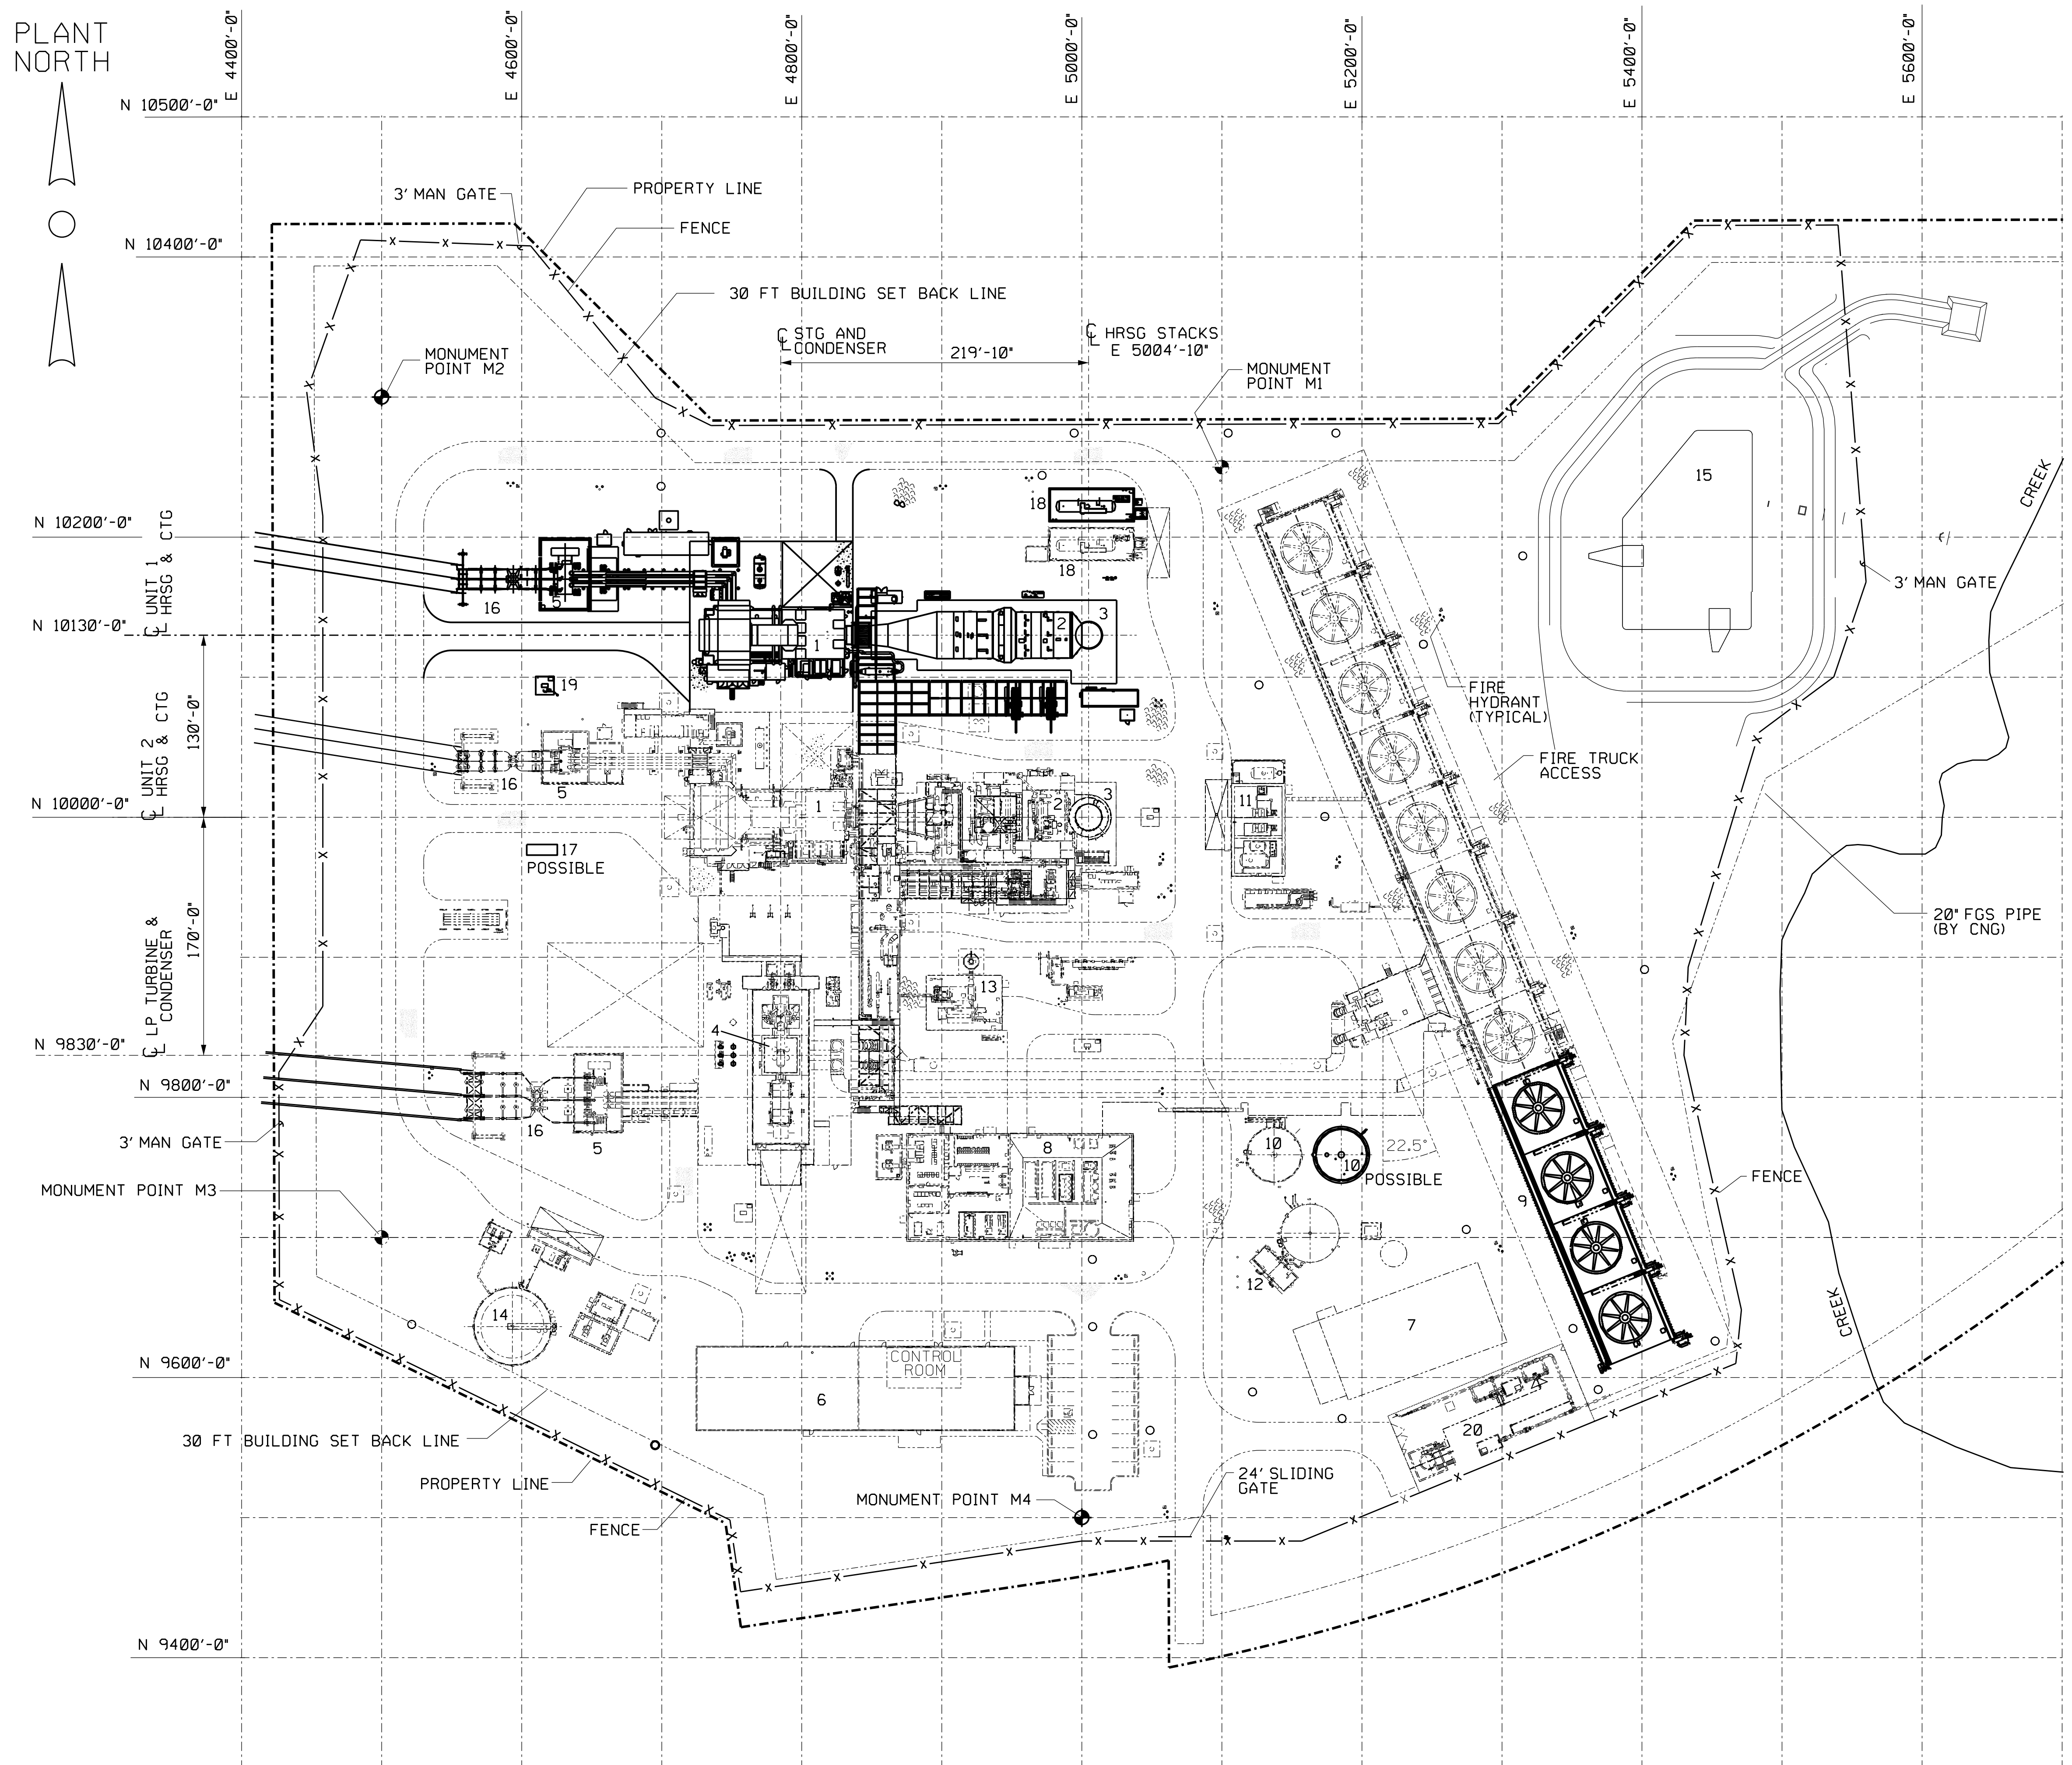 PLANT
NORTH
E 4400'-0"
E 4600'-0"
E 4800'-0"
E 5000'-0"
E 5200'-0"
E 5400'-0"
E 5600'-0"
N 10500'-0"
3' MAN GATE
PROPERTY LINE
FENCE
N 10400'-0"
30 FT BUILDING SET BACK LINE
STG AND
CONDENSER
219'-10"
HRSG STACKS
E 5004'-10"
MONUMENT
POINT M2
MONUMENT
POINT M1
15
CREEK
18
N 10200'-0"
UNIT 1
HRSG & CTG
18
3' MAN GATE
16
5
N 10130'-0"
1
2
3
19
FIRE
HYDRANT
(TYPICAL)
UNIT 2
HRSG & CTG
130'-0"
FIRE TRUCK
ACCESS
16
5
N 10000'-0"
1
2
3
11
17
POSSIBLE
20" FGS PIPE
(BY CNG)
LP TURBINE &
CONDENSER
170'-0"
13
4
N 9830'-0"
N 9800'-0"
3' MAN GATE
16
5
8
10
10
POSSIBLE
22.5°
FENCE
MONUMENT POINT M3
9
12
14
7
CREEK
N 9600'-0"
CONTROL
ROOM
6
30 FT BUILDING SET BACK LINE
20
PROPERTY LINE
24' SLIDING
GATE
MONUMENT POINT M4
FENCE
N 9400'-0"